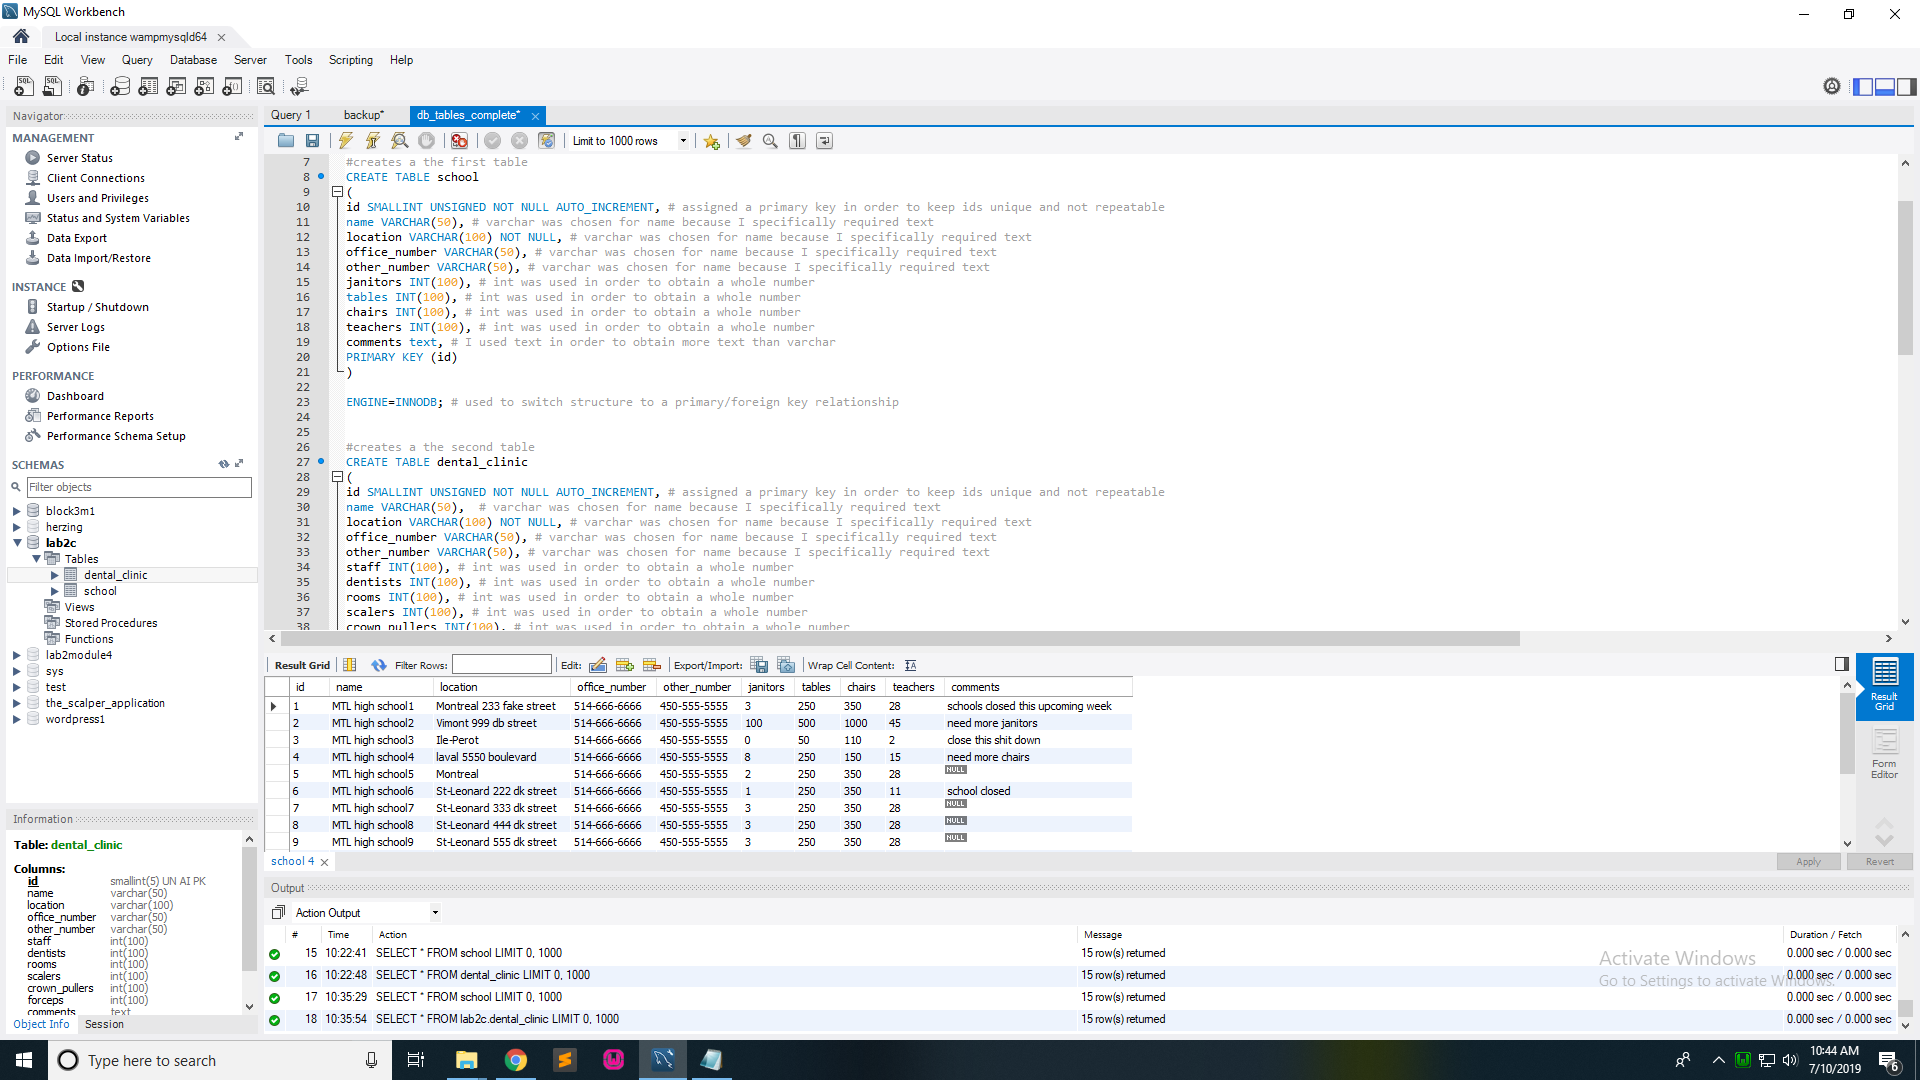 MySQL Workbench
Local instance wampmysqld64
File Edit View Query Database Server Tools Scripting Help
Navigator
MANAGEMENT
Server Status
Client Connections
Users and Privileges
Status and System Variables
Data Export
Data Import/Restore
INSTANCE
Startup / Shutdown
Server Logs
Options File
PERFORMANCE
Dashboard
Performance Reports
Performance Schema Setup
SCHEMAS
Filter objects
block3m1
herzing
lab2c
Tables
dental_clinic
school
Views
Stored Procedures
Functions
lab2module4
sys
test
the_scalper_application
wordpress1
Information
Table: dental_clinic
Columns:
id smallint(5) UN AI PK
name varchar(50)
location varchar(100)
office_number varchar(50)
other_number varchar(50)
staff int(100)
dentists int(100)
rooms int(100)
scalers int(100)
crown_pullers int(100)
forceps int(100)
comments text
Object Info Session
Query 1 backup* db_tables_complete*
Limit to 1000 rows
7 #creates a the first table
8 CREATE TABLE school
9 (
10 id SMALLINT UNSIGNED NOT NULL AUTO_INCREMENT, # assigned a primary key in order to keep ids unique and not repeatable
11 name VARCHAR(50), # varchar was chosen for name because I specifically required text
12 location VARCHAR(100) NOT NULL, # varchar was chosen for name because I specifically required text
13 office_number VARCHAR(50), # varchar was chosen for name because I specifically required text
14 other_number VARCHAR(50), # varchar was chosen for name because I specifically required text
15 janitors INT(100), # int was used in order to obtain a whole number
16 tables INT(100), # int was used in order to obtain a whole number
17 chairs INT(100), # int was used in order to obtain a whole number
18 teachers INT(100), # int was used in order to obtain a whole number
19 comments text, # I used text in order to obtain more text than varchar
20 PRIMARY KEY (id)
21 )
22
23 ENGINE=INNODB; # used to switch structure to a primary/foreign key relationship
24
25
26 #creates a the second table
27 CREATE TABLE dental_clinic
28 (
29 id SMALLINT UNSIGNED NOT NULL AUTO_INCREMENT, # assigned a primary key in order to keep ids unique and not repeatable
30 name VARCHAR(50), # varchar was chosen for name because I specifically required text
31 location VARCHAR(100) NOT NULL, # varchar was chosen for name because I specifically required text
32 office_number VARCHAR(50), # varchar was chosen for name because I specifically required text
33 other_number VARCHAR(50), # varchar was chosen for name because I specifically required text
34 staff INT(100), # int was used in order to obtain a whole number
35 dentists INT(100), # int was used in order to obtain a whole number
36 rooms INT(100), # int was used in order to obtain a whole number
37 scalers INT(100), # int was used in order to obtain a whole number
38 crown_pullers INT(100), # int was used in order to obtain a whole number
Result Grid Filter Rows: Edit: Export/Import: Wrap Cell Content:
id name location office_number other_number janitors tables chairs teachers comments
1 MTL high school1 Montreal 233 fake street 514-666-6666 450-555-5555 3 250 350 28 schools closed this upcoming week
2 MTL high school2 Vimont 999 db street 514-666-6666 450-555-5555 100 500 1000 45 need more janitors
3 MTL high school3 Ile-Perot 514-666-6666 450-555-5555 0 50 110 2 close this shit down
4 MTL high school4 laval 5550 boulevard 514-666-6666 450-555-5555 8 250 150 15 need more chairs
5 MTL high school5 Montreal 514-666-6666 450-555-5555 2 250 350 28 NULL
6 MTL high school6 St-Leonard 222 dk street 514-666-6666 450-555-5555 1 250 350 11 school closed
7 MTL high school7 St-Leonard 333 dk street 514-666-6666 450-555-5555 3 250 350 28 NULL
8 MTL high school8 St-Leonard 444 dk street 514-666-6666 450-555-5555 3 250 350 28 NULL
9 MTL high school9 St-Leonard 555 dk street 514-666-6666 450-555-5555 3 250 350 28 NULL
Result Grid
Form Editor
school 4
Apply Revert
Output
Action Output
# Time Action Message Duration / Fetch
15 10:22:41 SELECT * FROM school LIMIT 0, 1000 15 row(s) returned 0.000 sec / 0.000 sec
16 10:22:48 SELECT * FROM dental_clinic LIMIT 0, 1000 15 row(s) returned 0.000 sec / 0.000 sec
17 10:35:29 SELECT * FROM school LIMIT 0, 1000 15 row(s) returned 0.000 sec / 0.000 sec
18 10:35:54 SELECT * FROM lab2c.dental_clinic LIMIT 0, 1000 15 row(s) returned 0.000 sec / 0.000 sec
Activate Windows
Go to Settings to activate Windows.
Type here to search
10:44 AM
7/10/2019
6